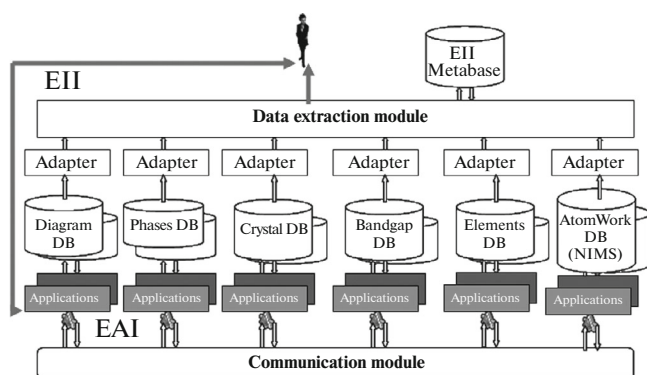 EII
Metabase
EII
Data extraction module
Adapter Adapter Adapter Adapter Adapter Adapter
Diagram
DB
Phases DB
Crystal DB
Bandgap
DB
Elements
DB
AtomWork
DB
(NIMS)
Applications Applications Applications Applications Applications Applications
EAI
Communication module